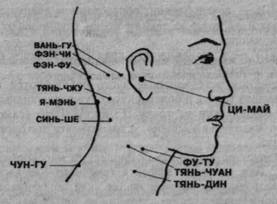 ВАНЬ-ГУ
ФЭН-ЧИ
ФЭН-ФУ
ТЯНЬ-ЧЖУ
Я-МЭНЬ
СИНЬ-ШЕ
ЧУН-ГУ
ЦИ-МАЙ
ФУ-ТУ
ТЯНЬ-ЧУАН
ТЯНЬ-ДИН